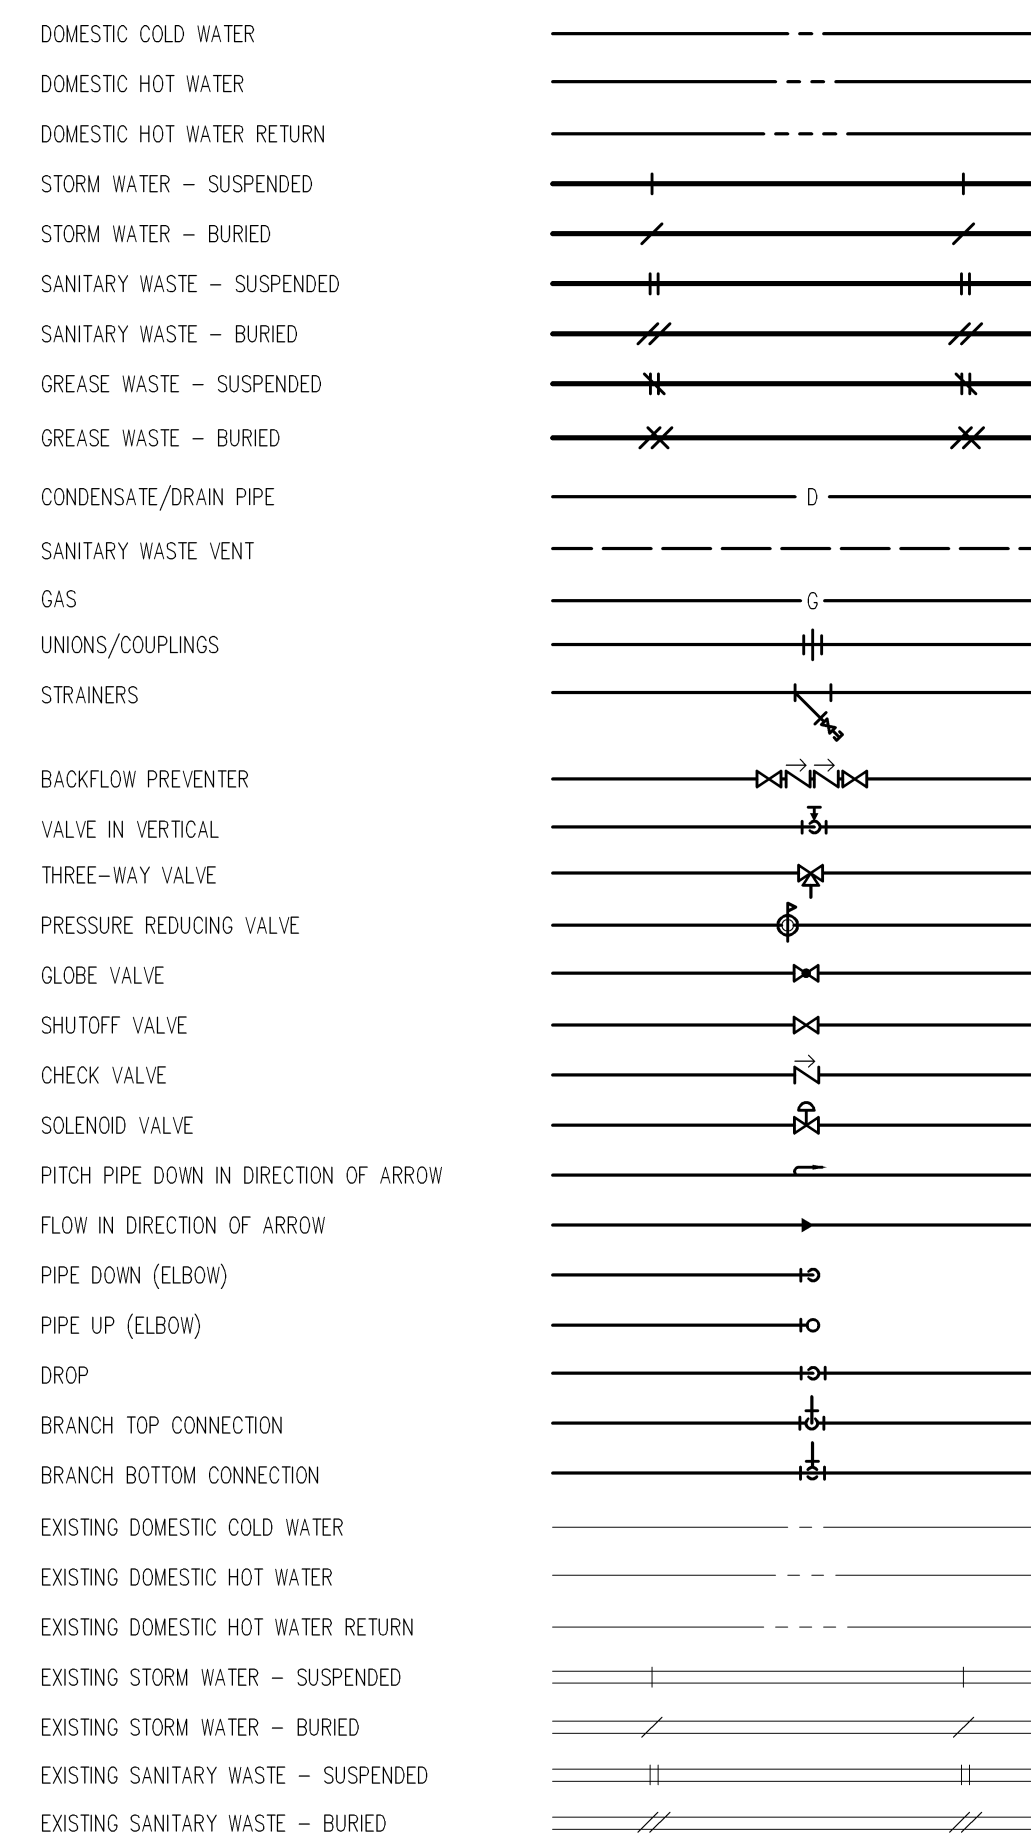 DOMESTIC COLD WATER
DOMESTIC HOT WATER
DOMESTIC HOT WATER RETURN
STORM WATER – SUSPENDED
STORM WATER – BURIED
SANITARY WASTE – SUSPENDED
SANITARY WASTE – BURIED
GREASE WASTE – SUSPENDED
GREASE WASTE – BURIED
CONDENSATE/DRAIN PIPE D
SANITARY WASTE VENT
GAS G
UNIONS/COUPLINGS
STRAINERS
BACKFLOW PREVENTER
VALVE IN VERTICAL
THREE-WAY VALVE
PRESSURE REDUCING VALVE
GLOBE VALVE
SHUTOFF VALVE
CHECK VALVE
SOLENOID VALVE
PITCH PIPE DOWN IN DIRECTION OF ARROW
FLOW IN DIRECTION OF ARROW
PIPE DOWN (ELBOW)
PIPE UP (ELBOW)
DROP
BRANCH TOP CONNECTION
BRANCH BOTTOM CONNECTION
EXISTING DOMESTIC COLD WATER
EXISTING DOMESTIC HOT WATER
EXISTING DOMESTIC HOT WATER RETURN
EXISTING STORM WATER – SUSPENDED
EXISTING STORM WATER – BURIED
EXISTING SANITARY WASTE – SUSPENDED
EXISTING SANITARY WASTE – BURIED